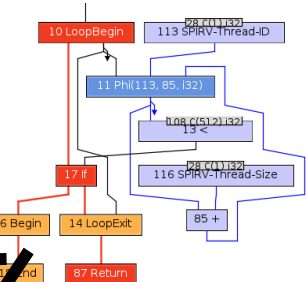 10 LoopBegin
28 C(1) i32
113 SPIRV-Thread-ID
11 Phi(113, 85, i32)
108 C(512) i32
13 <
17 If
28 C(1) i32
116 SPIRV-Thread-Size
6 Begin
14 LoopExit
85 +
End
87 Return